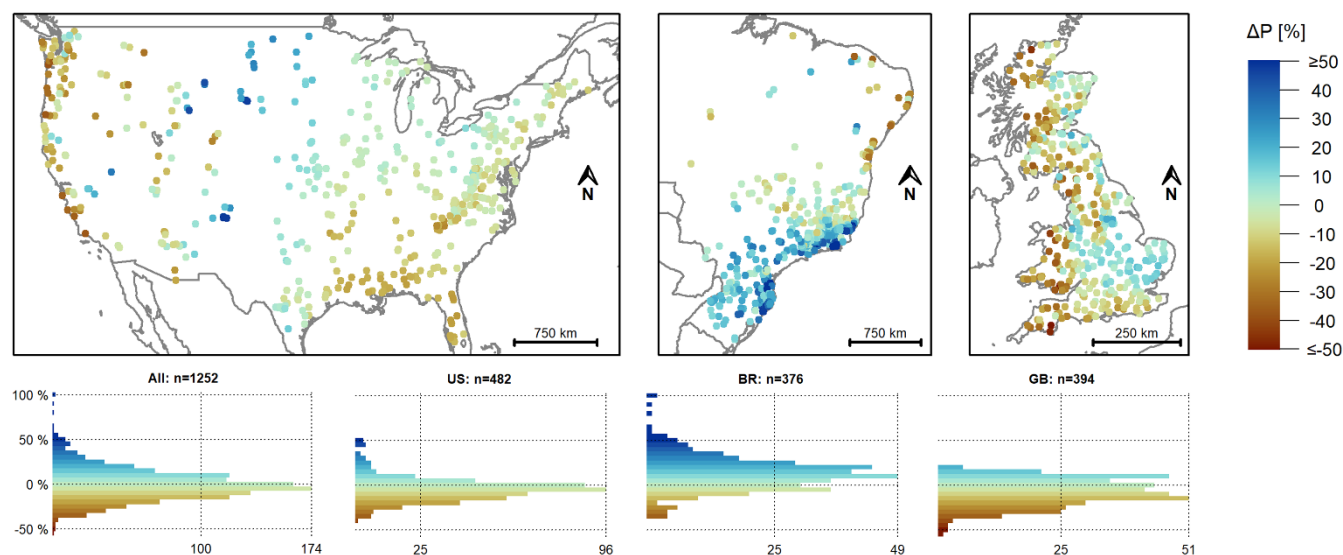 ΔP [%]
≥50
40
30
20
10
0
-10
-20
-30
-40
≤-50
N
750 km
N
750 km
N
250 km
All: n=1252
US: n=482
BR: n=376
GB: n=394
100 %
50 %
0 %
-50 %
100
174
25
96
25
49
25
51